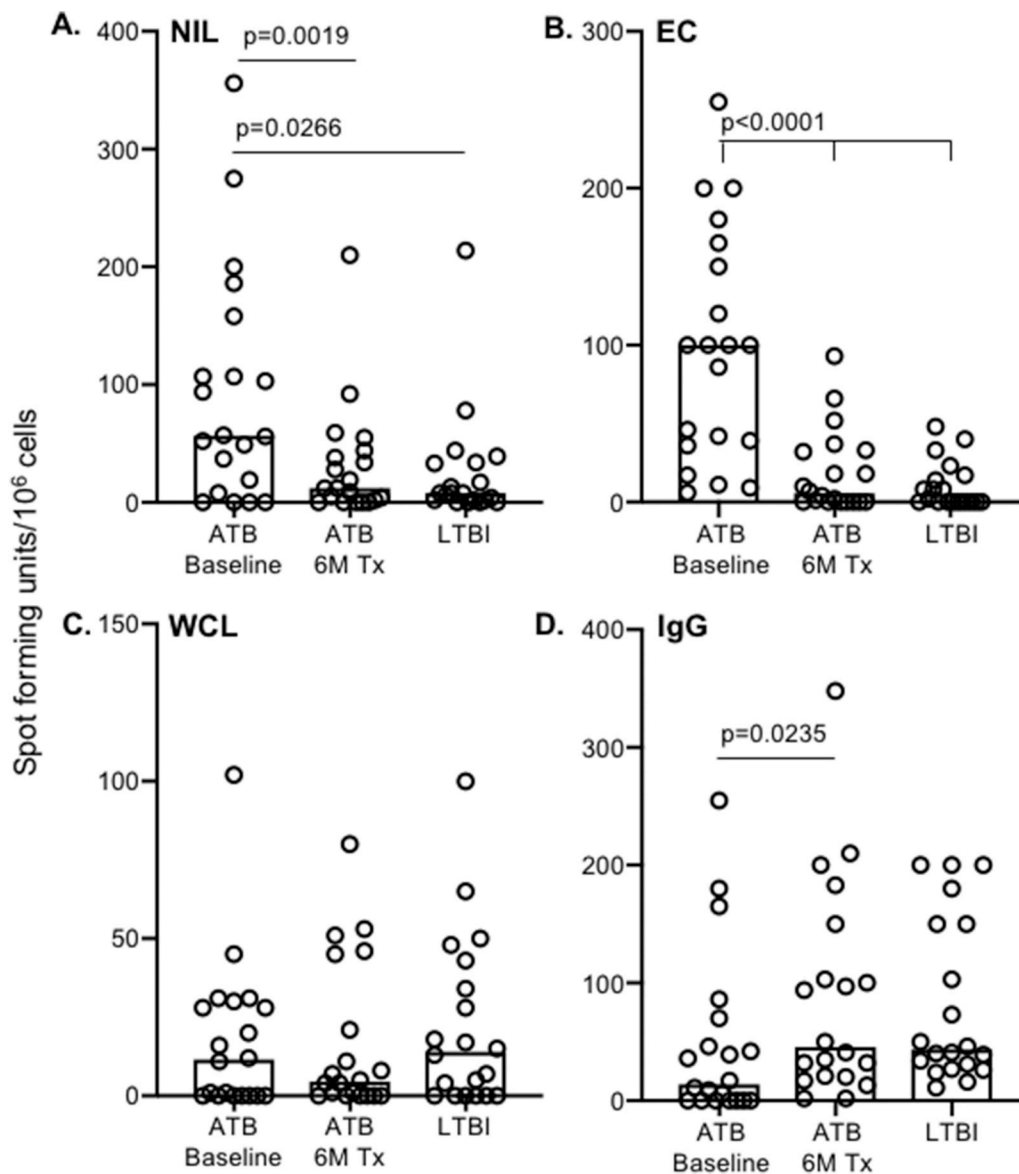 A. NIL
400
300
200
100
0
p=0.0019
p=0.0266
ATB Baseline
ATB 6M Tx
LTBI
B. EC
300
200
100
0
p<0.0001
ATB Baseline
ATB 6M Tx
LTBI
Spot forming units/10⁶ cells
C. WCL
150
100
50
0
ATB Baseline
ATB 6M Tx
LTBI
D. IgG
400
300
200
100
0
p=0.0235
ATB Baseline
ATB 6M Tx
LTBI